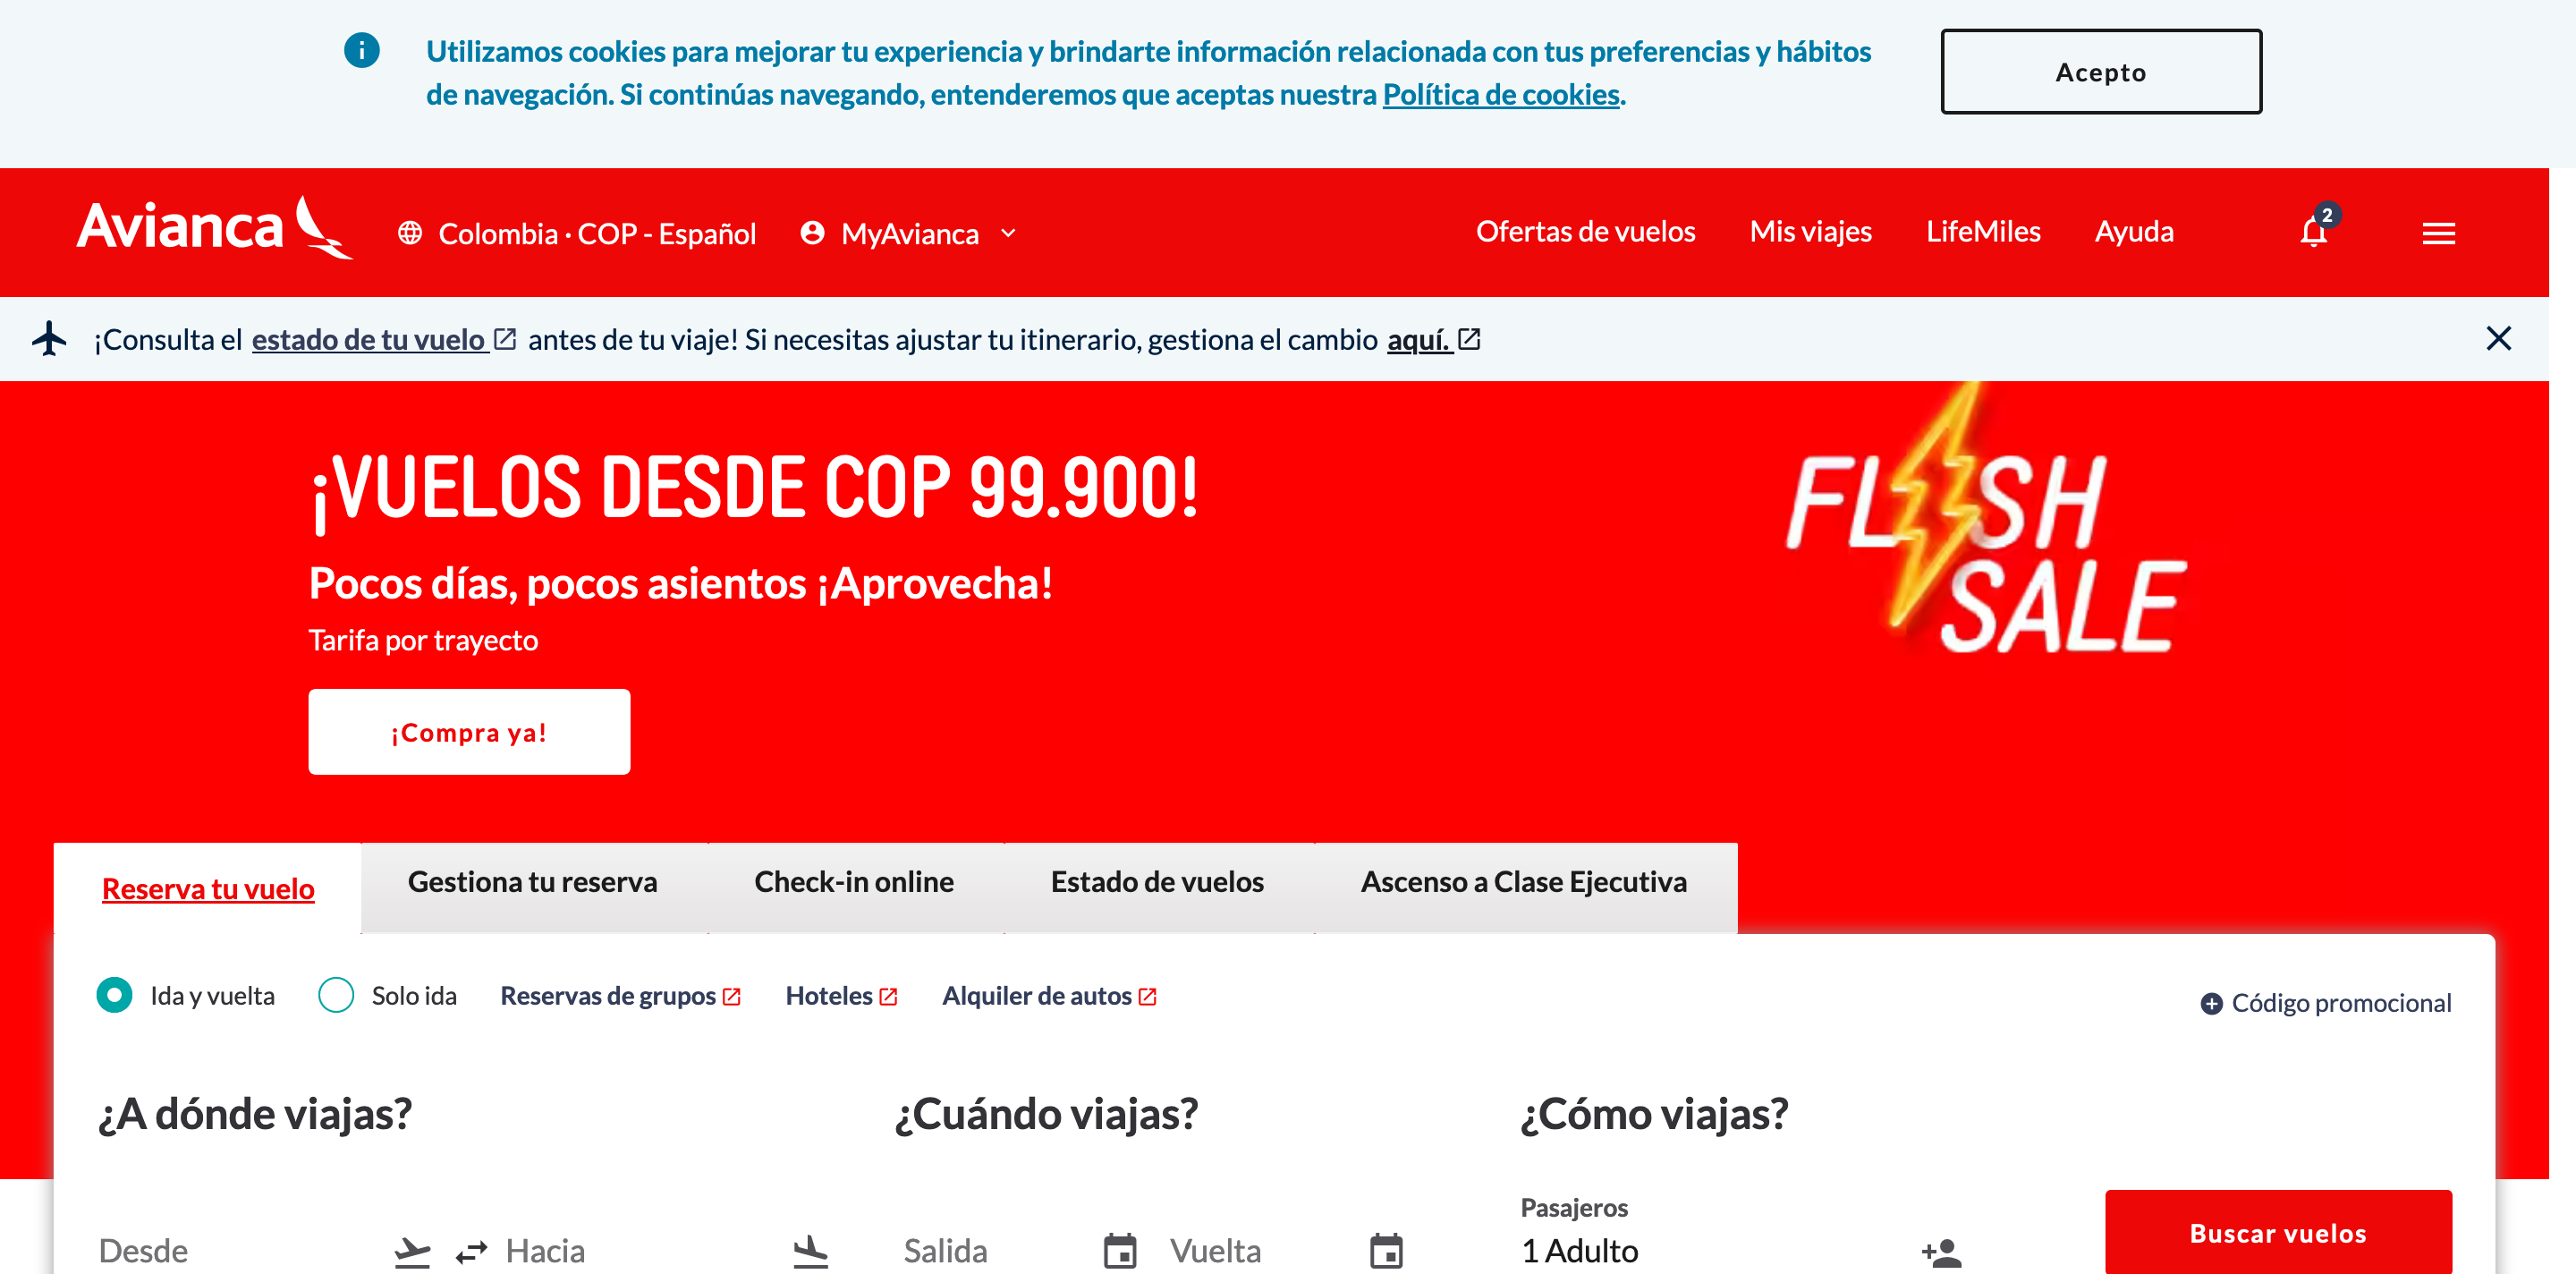 Utilizamos cookies para mejorar tu experiencia y brindarte información relacionada con tus preferencias y hábitos
de navegación. Si continúas navegando, entenderemos que aceptas nuestra Política de cookies.
Acepto
Avianca
Colombia · COP - Español
MyAvianca
Ofertas de vuelos
Mis viajes
LifeMiles
Ayuda
2
¡Consulta el estado de tu vuelo antes de tu viaje! Si necesitas ajustar tu itinerario, gestiona el cambio aquí.
¡VUELOS DESDE COP 99.900!
Pocos días, pocos asientos ¡Aprovecha!
Tarifa por trayecto
¡Compra ya!
FLASH
SALE
Reserva tu vuelo
Gestiona tu reserva
Check-in online
Estado de vuelos
Ascenso a Clase Ejecutiva
Ida y vuelta
Solo ida
Reservas de grupos
Hoteles
Alquiler de autos
Código promocional
¿A dónde viajas?
¿Cuándo viajas?
¿Cómo viajas?
Desde
Hacia
Salida
Vuelta
Pasajeros
1 Adulto
Buscar vuelos